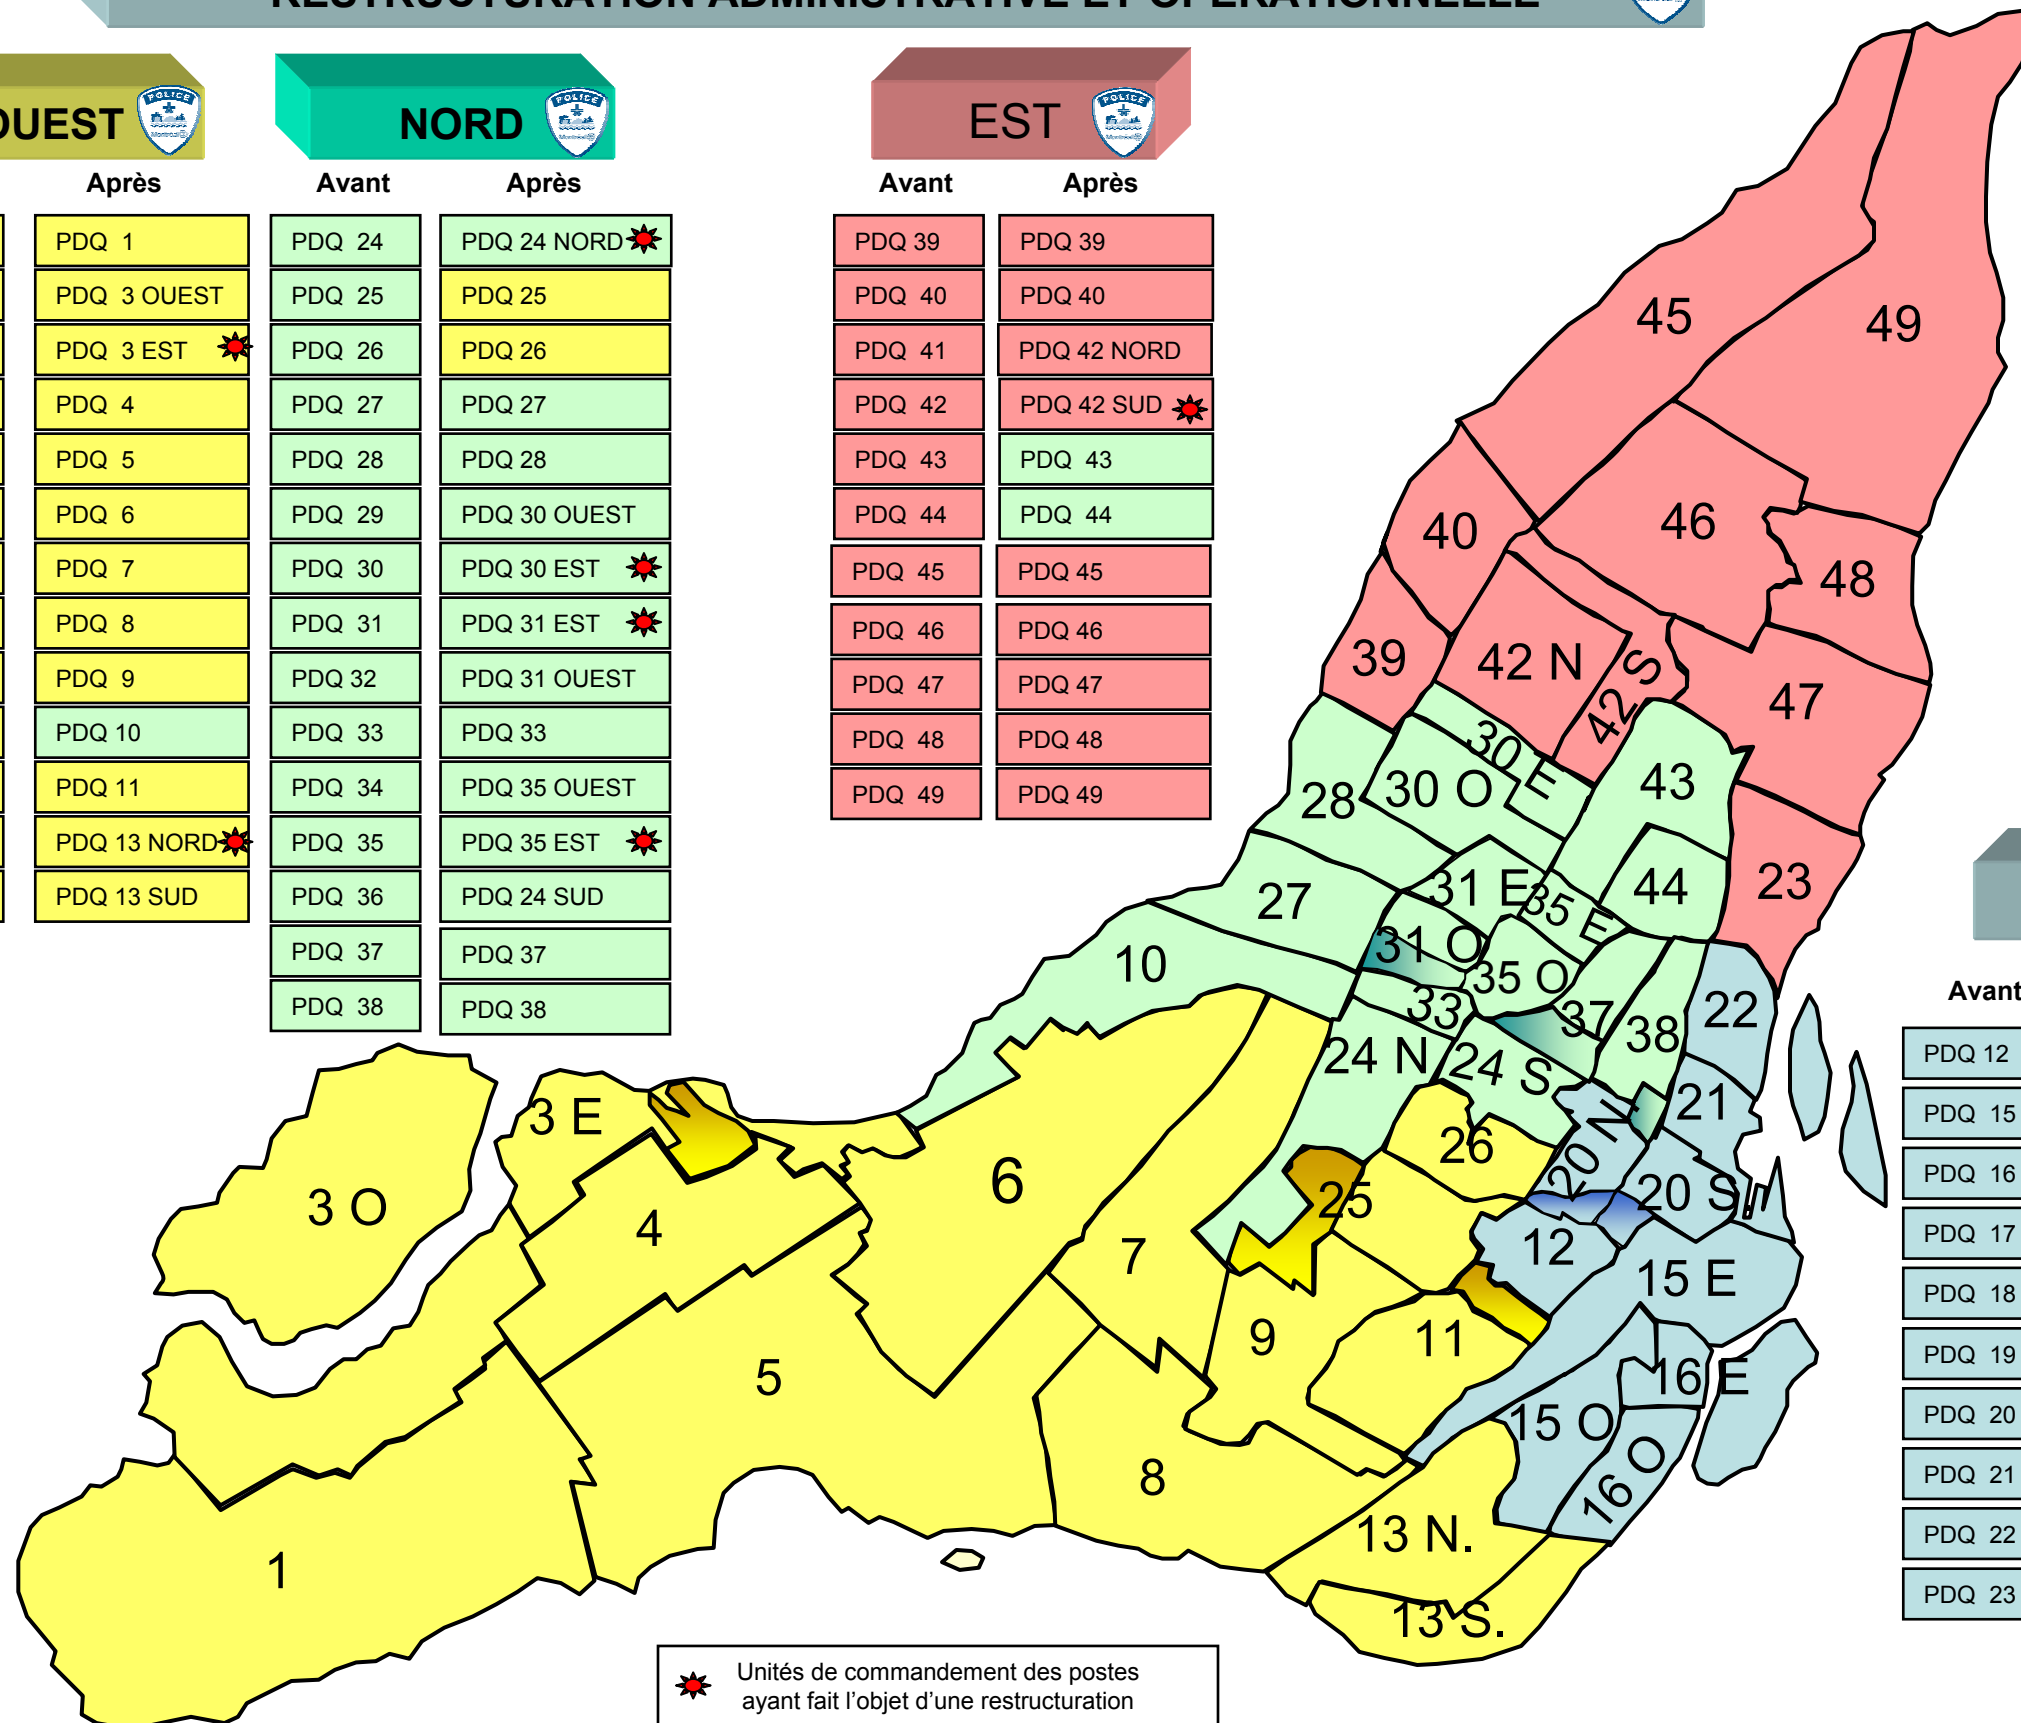 RESTRUCTURATION ADMINISTRATIVE ET OPÉRATIONNELLE
OUEST
Après
PDQ 1
PDQ 3 OUEST
PDQ 3 EST
PDQ 4
PDQ 5
PDQ 6
PDQ 7
PDQ 8
PDQ 9
PDQ 10
PDQ 11
PDQ 13 NORD
PDQ 13 SUD
POLICE
Montréal
NORD
Avant Après
PDQ 24 PDQ 24 NORD
PDQ 25 PDQ 25
PDQ 26 PDQ 26
PDQ 27 PDQ 27
PDQ 28 PDQ 28
PDQ 29 PDQ 30 OUEST
PDQ 30 PDQ 30 EST
PDQ 31 PDQ 31 EST
PDQ 32 PDQ 31 OUEST
PDQ 33 PDQ 33
PDQ 34 PDQ 35 OUEST
PDQ 35 PDQ 35 EST
PDQ 36 PDQ 24 SUD
PDQ 37 PDQ 37
PDQ 38 PDQ 38
POLICE
Montréal
EST
Avant Après
PDQ 39 PDQ 39
PDQ 40 PDQ 40
PDQ 41 PDQ 42 NORD
PDQ 42 PDQ 42 SUD
PDQ 43 PDQ 43
PDQ 44 PDQ 44
PDQ 45 PDQ 45
PDQ 46 PDQ 46
PDQ 47 PDQ 47
PDQ 48 PDQ 48
PDQ 49 PDQ 49
POLICE
Montréal
Avant
PDQ 12
PDQ 15
PDQ 16
PDQ 17
PDQ 18
PDQ 19
PDQ 20
PDQ 21
PDQ 22
PDQ 23
45
49
40
46
48
39
42 N
42 S
47
30 E
28
30 O
43
27
31 E
35 E
44
23
10
31 O
35 O
33
37
38
22
24 N
24 S
21
3 E
26
20 N.
6
25
20 S.
3 O
4
7
12
15 E
9
11
5
16 E
15 O
8
16 O
13 N.
1
13 S.
Unités de commandement des postes
ayant fait l’objet d’une restructuration